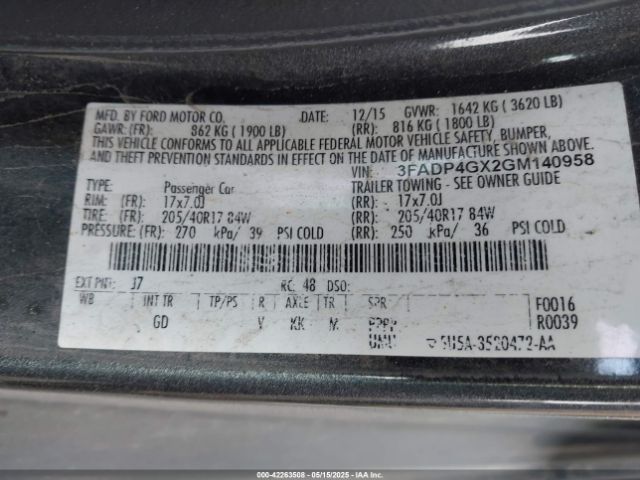 MFD. BY FORD MOTOR CO. DATE: 12/15 GVWR: 1642 KG ( 3620 LB)
GAWR: (FR): 862 KG ( 1900 LB) (RR): 816 KG ( 1800 LB)
THIS VEHICLE CONFORMS TO ALL APPLICABLE FEDERAL MOTOR VEHICLE SAFETY, BUMPER,
AND THEFT PREVENTION STANDARDS IN EFFECT ON THE DATE OF MANUFACTURE SHOWN ABOVE.
VIN: 3FADP4GX2GM140958
TYPE: Passenger Car TRAILER TOWING - SEE OWNER GUIDE
RIM: (FR): 17x7.0J (RR): 17x7.0J
TIRE: (FR): 205/40R17 84W (RR): 205/40R17 84W
PRESSURE: (FR): 270 kPa/ 39 PSI COLD (RR): 250 kPa/ 36 PSI COLD
EXT PNT: RC: 48 DSO:
WB INT TR TP/PS R AXLE TR SPR F0016
GD KK M R0039
000-42263508 - 05/15/2025 - IAAI.COM